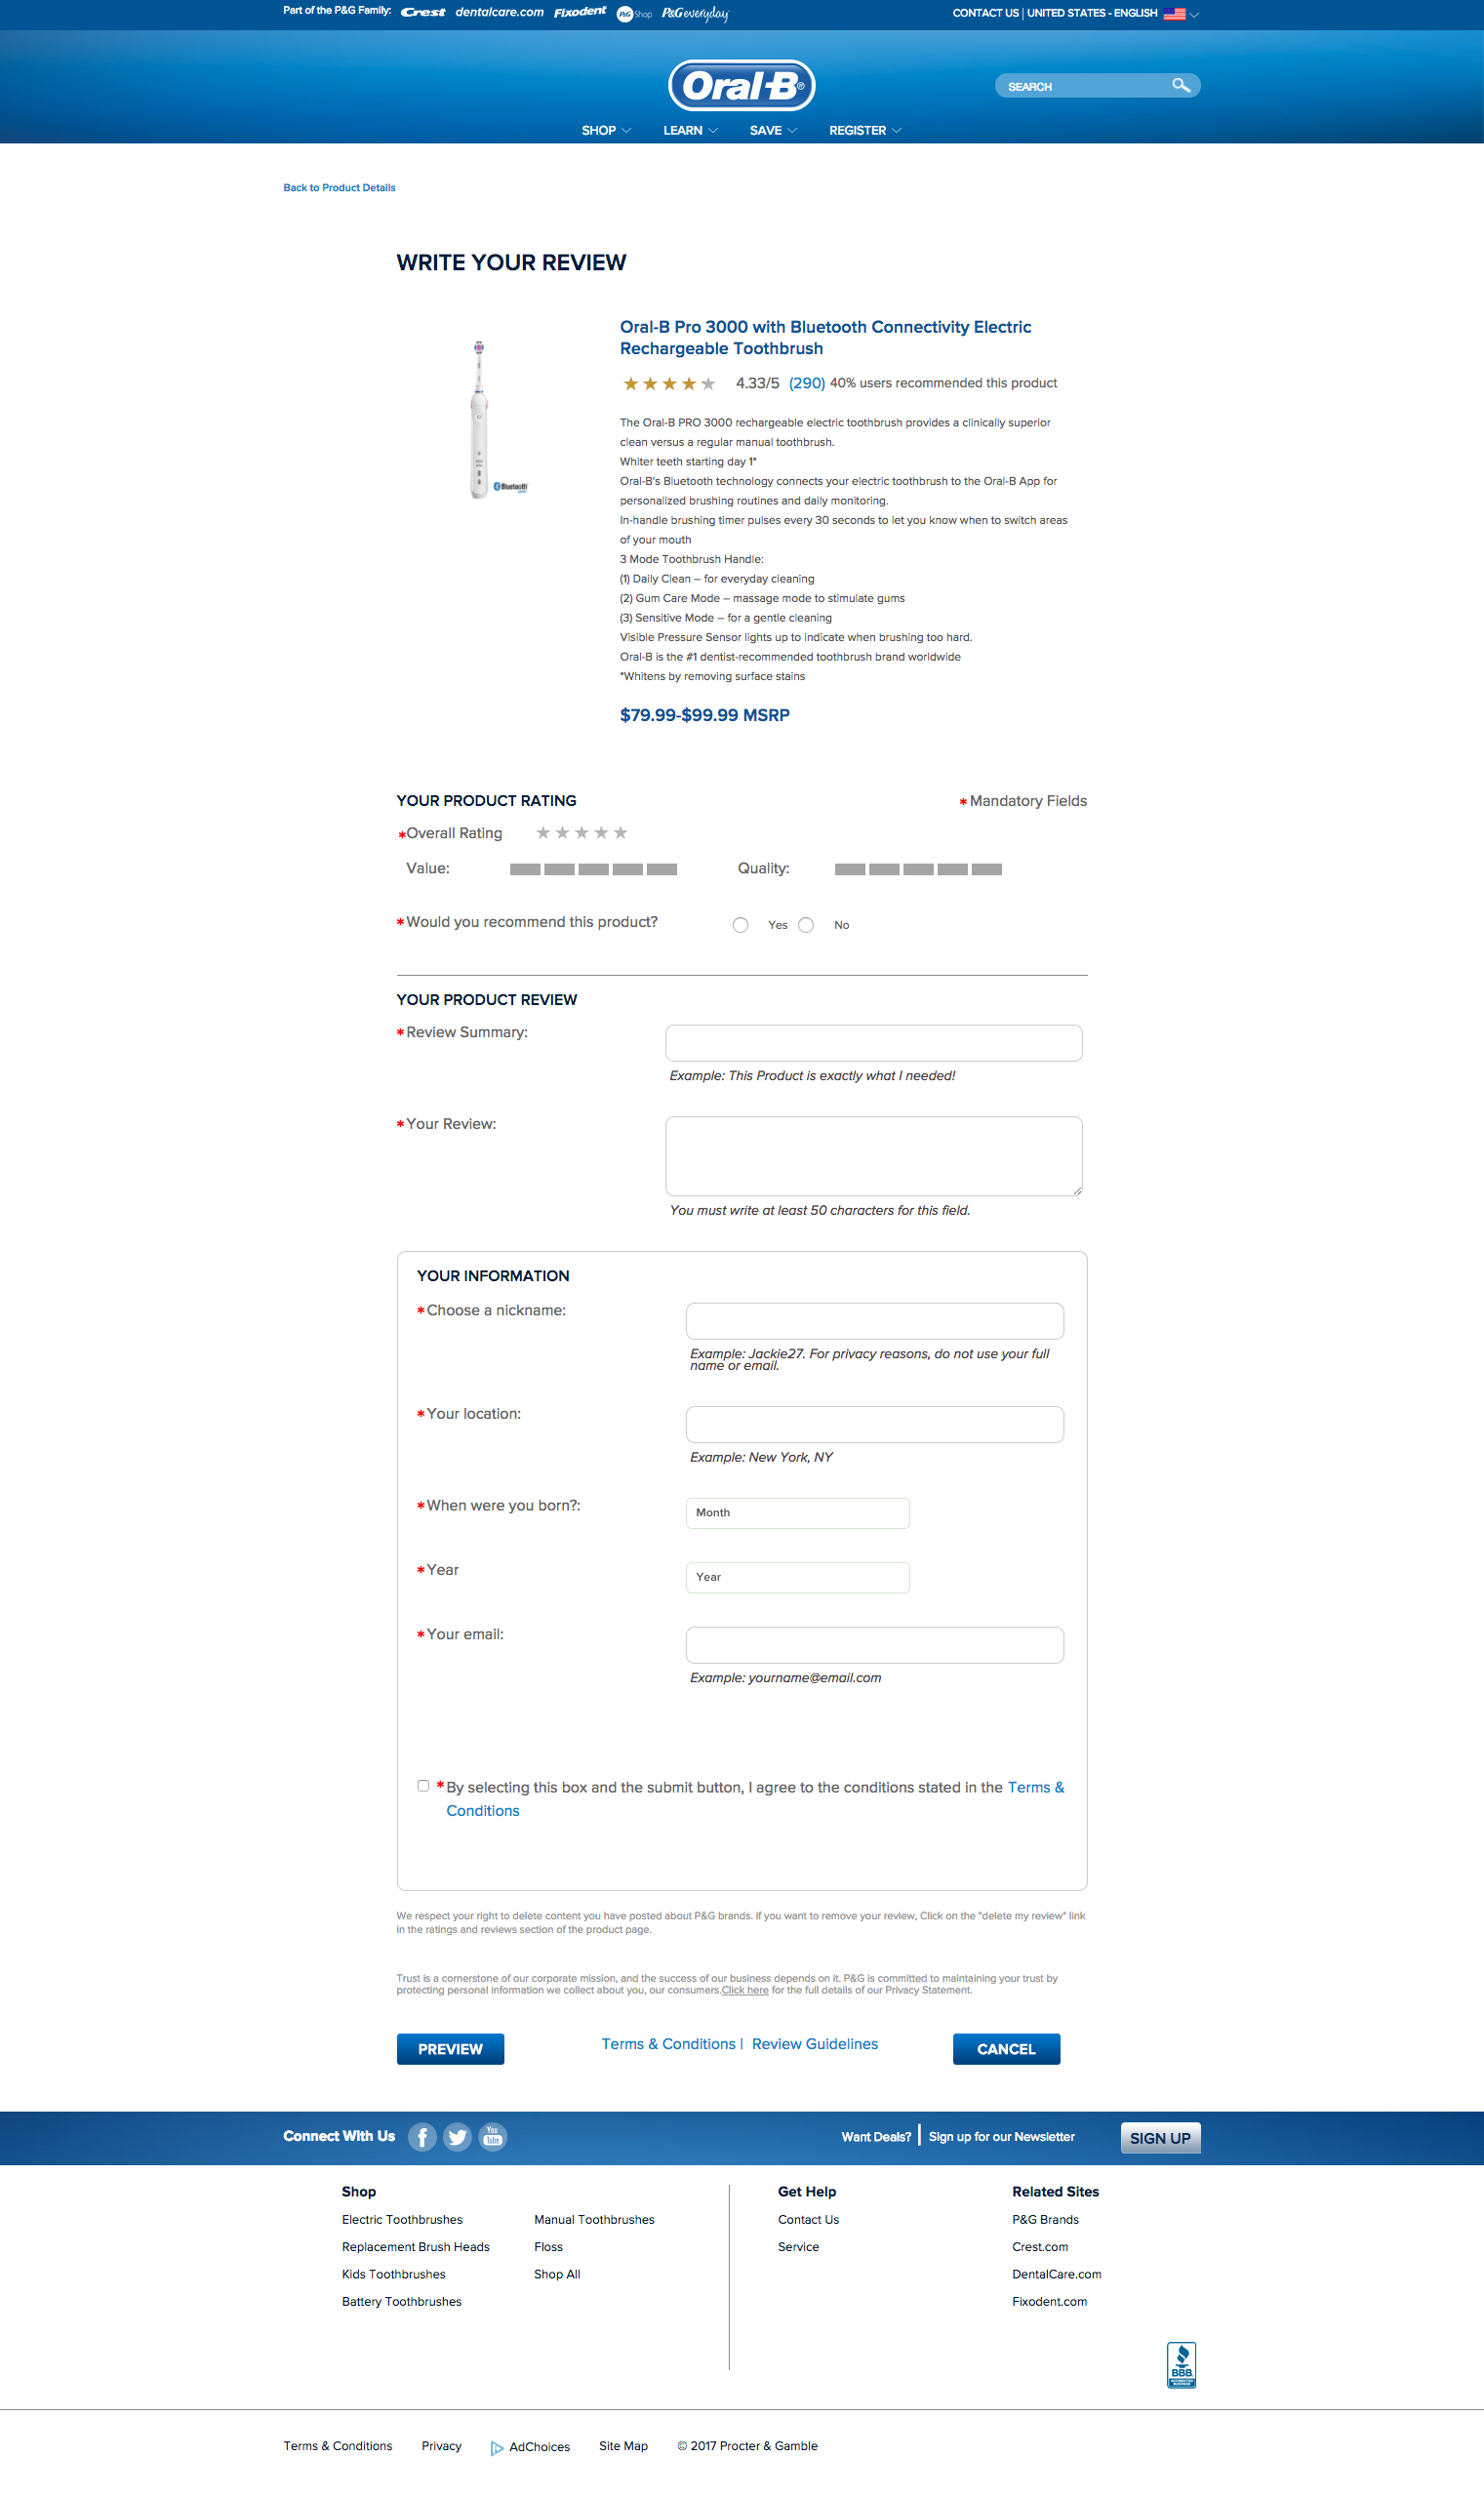 Part of the P&G Family: Crest dentalcare.com Fixodent P&G Shop P&G everyday
CONTACT US | UNITED STATES - ENGLISH
Oral-B®
SEARCH
SHOP LEARN SAVE REGISTER
Back to Product Details
WRITE YOUR REVIEW
Oral-B Pro 3000 with Bluetooth Connectivity Electric
Rechargeable Toothbrush
4.33/5 (290) 40% users recommended this product
The Oral-B PRO 3000 rechargeable electric toothbrush provides a clinically superior
clean versus a regular manual toothbrush.
Whiter teeth starting day 1*
Oral-B's Bluetooth technology connects your electric toothbrush to the Oral-B App for
personalized brushing routines and daily monitoring.
In-handle brushing timer pulses every 30 seconds to let you know when to switch areas
of your mouth
3 Mode Toothbrush Handle:
(1) Daily Clean – for everyday cleaning
(2) Gum Care Mode – massage mode to stimulate gums
(3) Sensitive Mode – for a gentle cleaning
Visible Pressure Sensor lights up to indicate when brushing too hard.
Oral-B is the #1 dentist-recommended toothbrush brand worldwide
*Whitens by removing surface stains
Bluetooth
$79.99-$99.99 MSRP
YOUR PRODUCT RATING
*Mandatory Fields
*Overall Rating
Value:
Quality:
*Would you recommend this product? Yes No
YOUR PRODUCT REVIEW
*Review Summary:
Example: This Product is exactly what I needed!
*Your Review:
You must write at least 50 characters for this field.
YOUR INFORMATION
*Choose a nickname:
Example: Jackie27. For privacy reasons, do not use your full
name or email.
*Your location:
Example: New York, NY
*When were you born?:
Month
*Year
Year
*Your email:
Example: yourname@email.com
*By selecting this box and the submit button, I agree to the conditions stated in the Terms &
Conditions
We respect your right to delete content you have posted about P&G brands. If you want to remove your review, Click on the "delete my review" link
in the ratings and reviews section of the product page.
Trust is a cornerstone of our corporate mission, and the success of our business depends on it. P&G is committed to maintaining your trust by
protecting personal information we collect about you, our consumers.Click here for the full details of our Privacy Statement.
PREVIEW
Terms & Conditions | Review Guidelines
CANCEL
Connect With Us
You
Tube
Want Deals? | Sign up for our Newsletter
SIGN UP
Shop
Electric Toothbrushes
Replacement Brush Heads
Kids Toothbrushes
Battery Toothbrushes
Manual Toothbrushes
Floss
Shop All
Get Help
Contact Us
Service
Related Sites
P&G Brands
Crest.com
DentalCare.com
Fixodent.com
BBB
Terms & Conditions
Privacy
AdChoices
Site Map
© 2017 Procter & Gamble